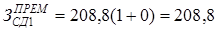 З^ПРЕМ_СД1 = 208,8(1+0) = 208,8